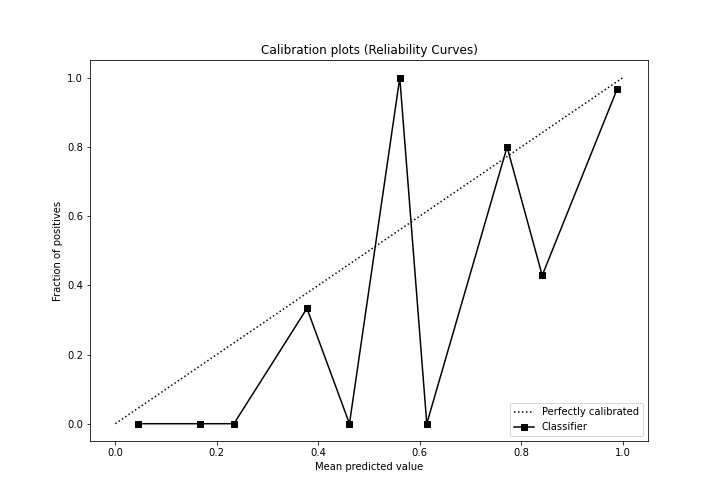 Calibration plots (Reliability Curves)
Fraction of positives
1.0
0.8
0.6
0.4
0.2
0.0
0.0 0.2 0.4 0.6 0.8 1.0
Mean predicted value
Perfectly calibrated
Classifier